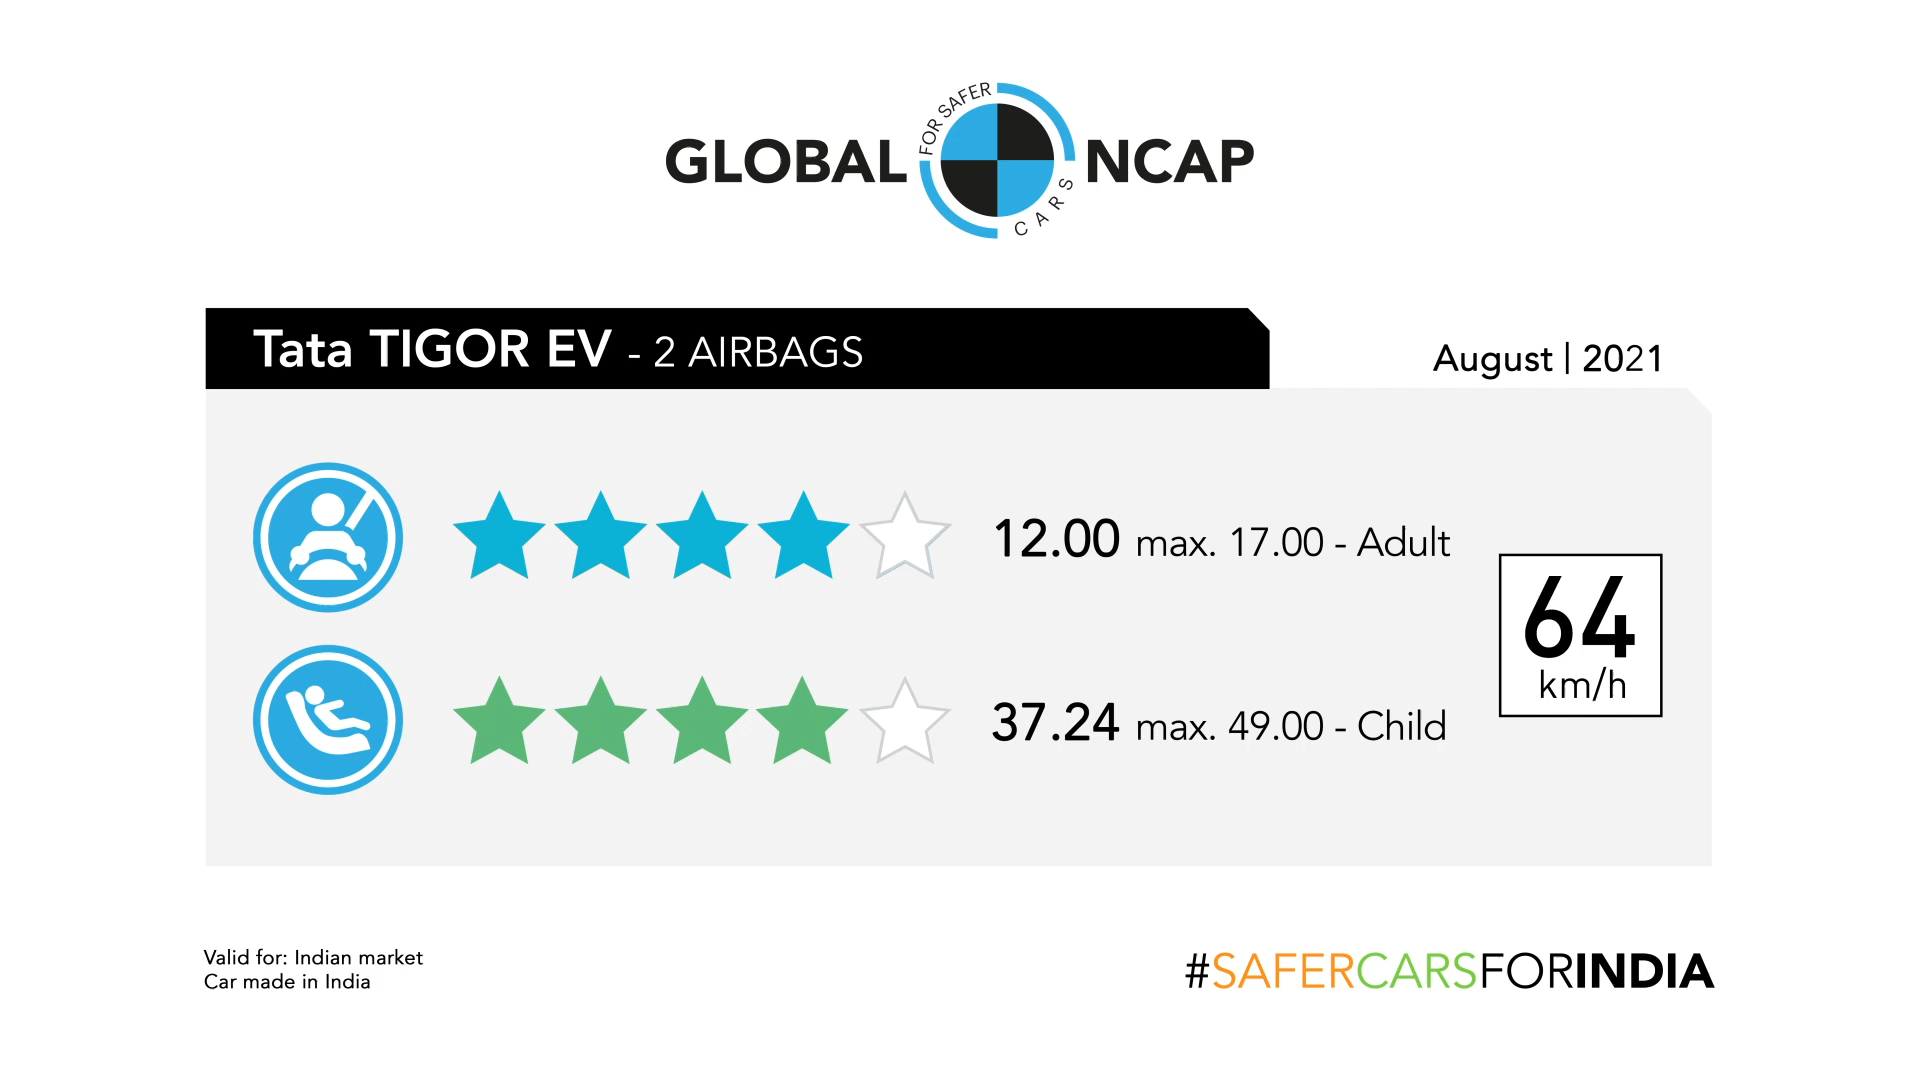 GLOBAL FOR SAFER CARS NCAP
Tata TIGOR EV - 2 AIRBAGS
August | 2021
12.00 max. 17.00 - Adult
37.24 max. 49.00 - Child
64
km/h
Valid for: Indian market
Car made in India
#SAFERCARSFORINDIA